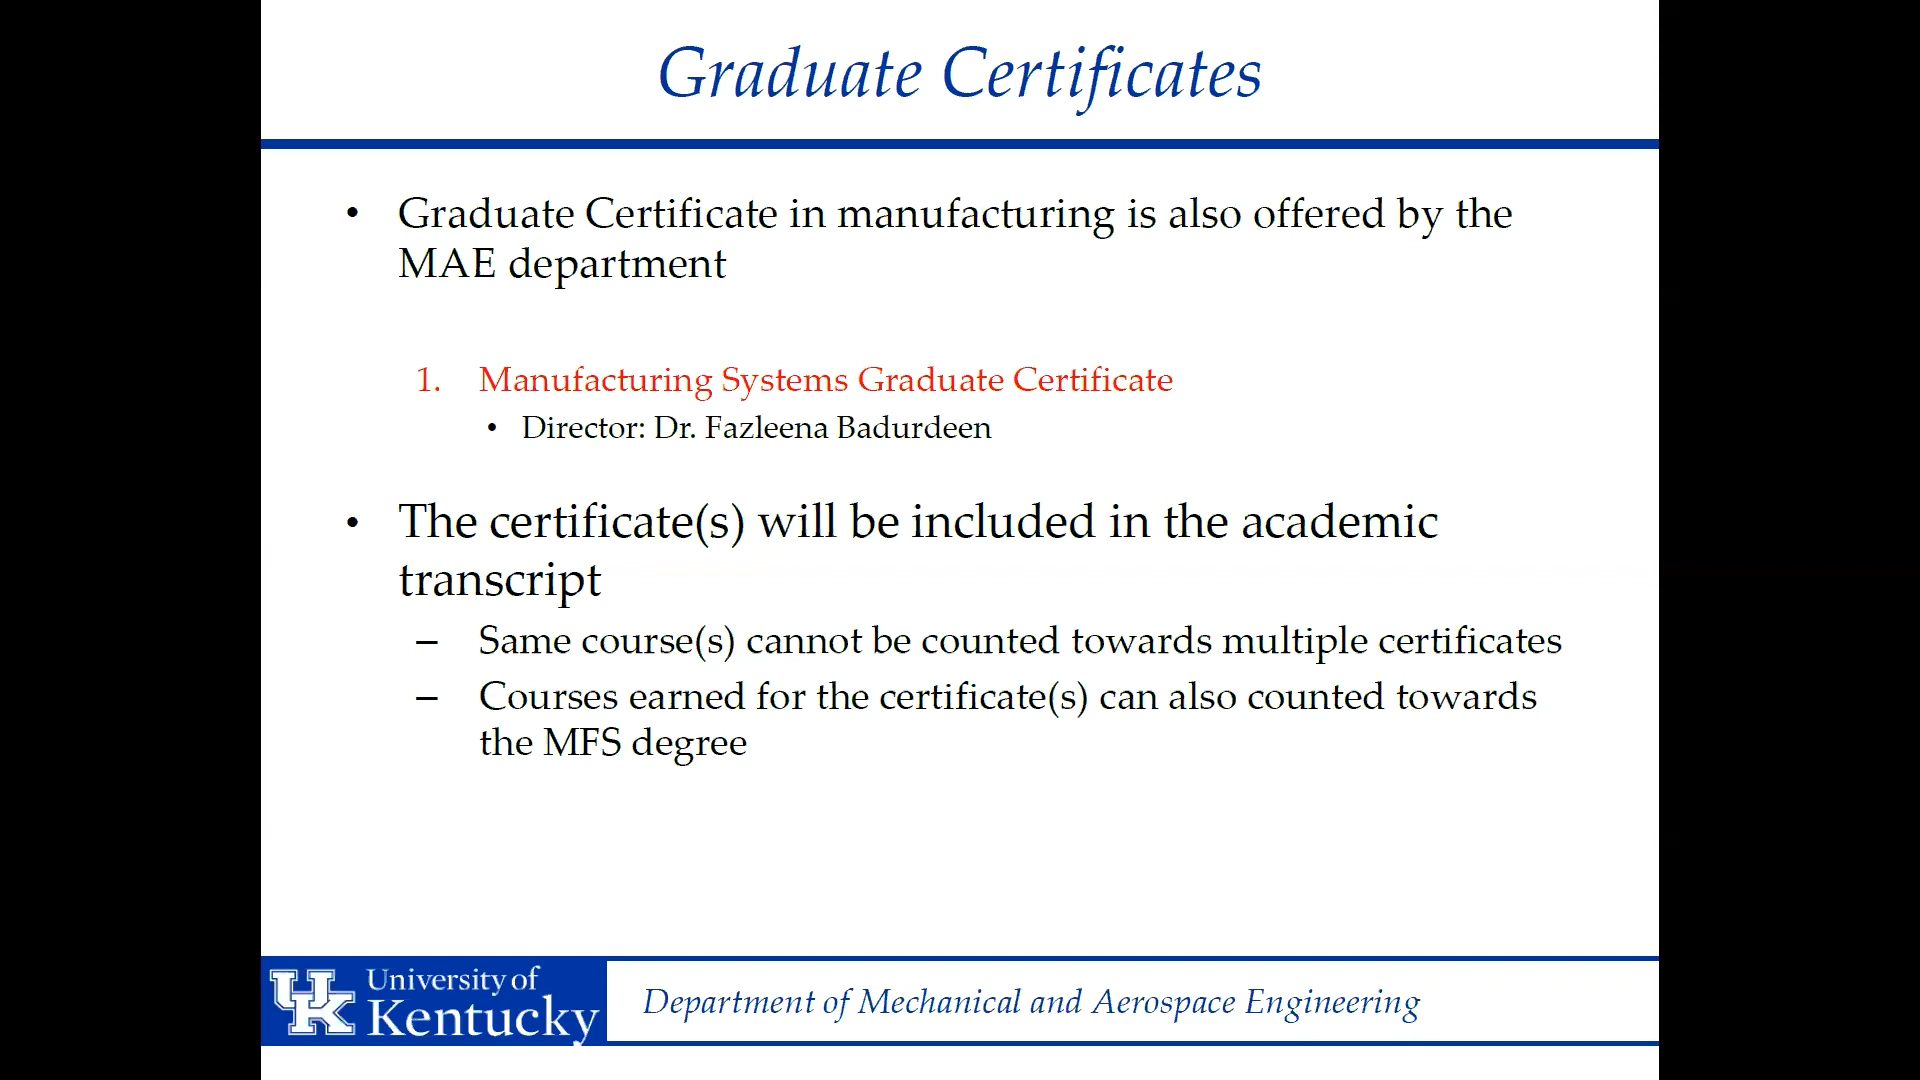 Graduate Certificates
• Graduate Certificate in manufacturing is also offered by the
MAE department
1. Manufacturing Systems Graduate Certificate
• Director: Dr. Fazleena Badurdeen
• The certificate(s) will be included in the academic
transcript
– Same course(s) cannot be counted towards multiple certificates
– Courses earned for the certificate(s) can also counted towards
the MFS degree
UK University of
Kentucky
Department of Mechanical and Aerospace Engineering